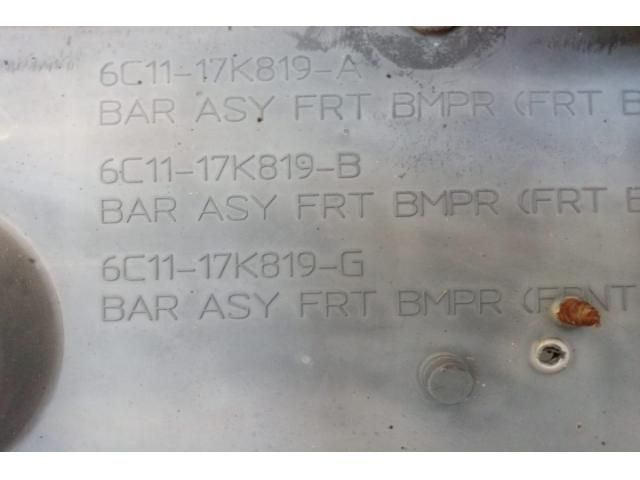 6C11-17K819-A
BAR ASY FRT BMPR (FRT B
6C11-17K819-B
BAR ASY FRT BMPR (FRT B
6C11-17K819-G
BAR ASY FRT BMPR (FRNT